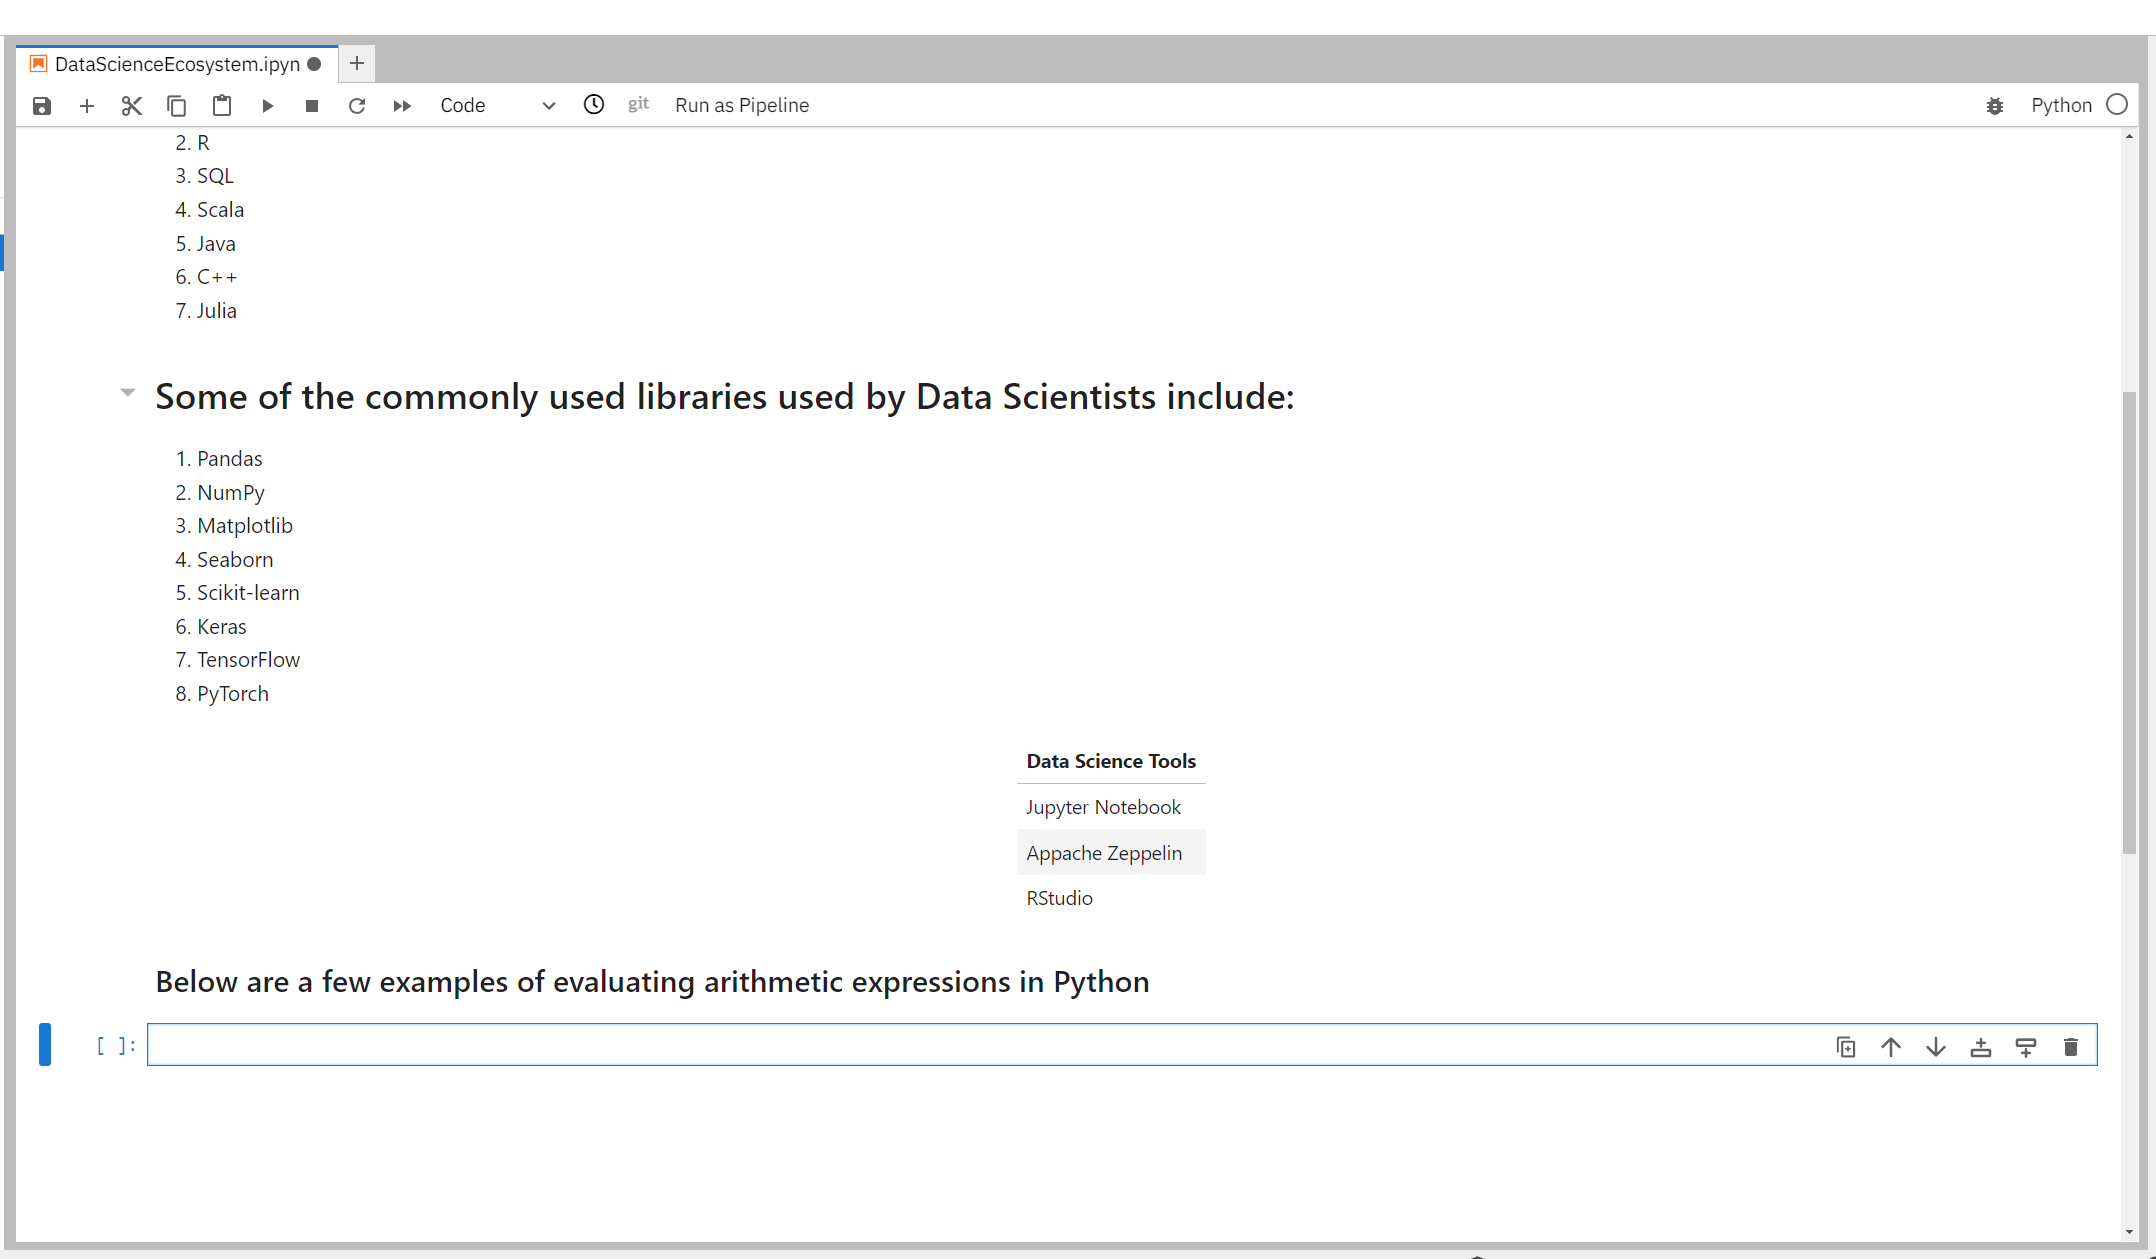 DataScienceEcosystem.ipyn
Code
git
Run as Pipeline
Python
2. R
3. SQL
4. Scala
5. Java
6. C++
7. Julia
Some of the commonly used libraries used by Data Scientists include:
1. Pandas
2. NumPy
3. Matplotlib
4. Seaborn
5. Scikit-learn
6. Keras
7. TensorFlow
8. PyTorch
Data Science Tools
Jupyter Notebook
Appache Zeppelin
RStudio
Below are a few examples of evaluating arithmetic expressions in Python
[ ]: